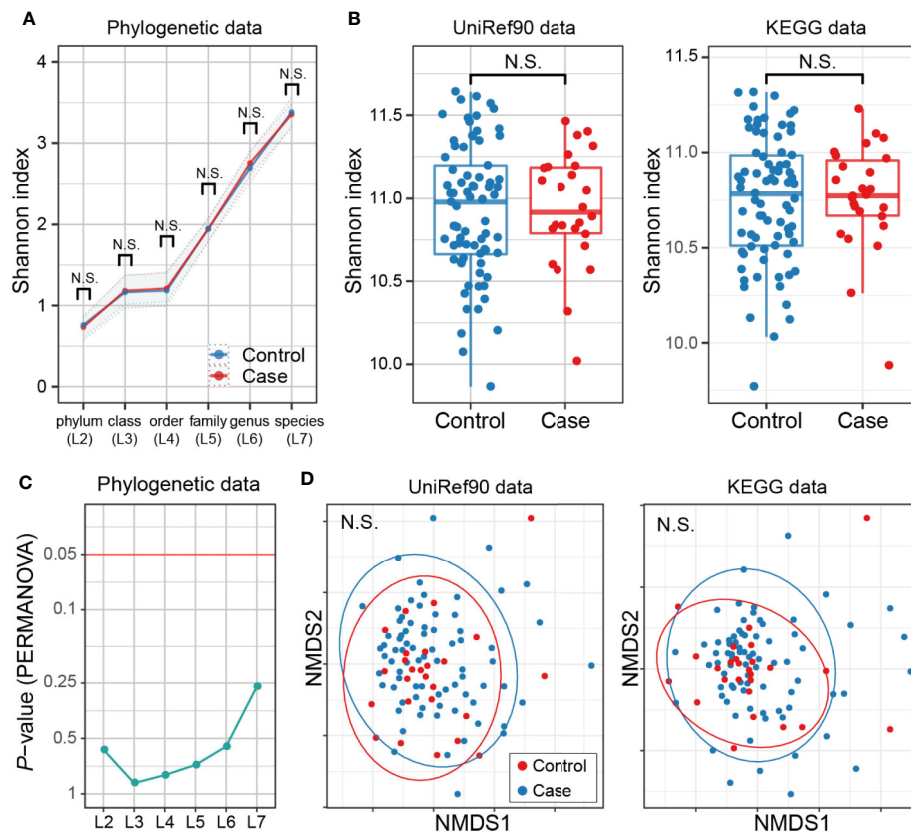 A
Phylogenetic data
Shannon index
4
3
2
1
0
N.S.
N.S.
N.S.
N.S.
N.S.
N.S.
Control
Case
phylum (L2)
class (L3)
order (L4)
family (L5)
genus (L6)
species (L7)
B
UniRef90 data
Shannon index
11.5
11.0
10.5
10.0
N.S.
Control
Case
KEGG data
Shannon index
11.5
11.0
10.5
10.0
N.S.
Control
Case
C
Phylogenetic data
P-value (PERMANOVA)
0.05
0.1
0.25
0.5
1
L2 L3 L4 L5 L6 L7
D
UniRef90 data
N.S.
NMDS2
Control
Case
NMDS1
KEGG data
N.S.
NMDS2
NMDS1